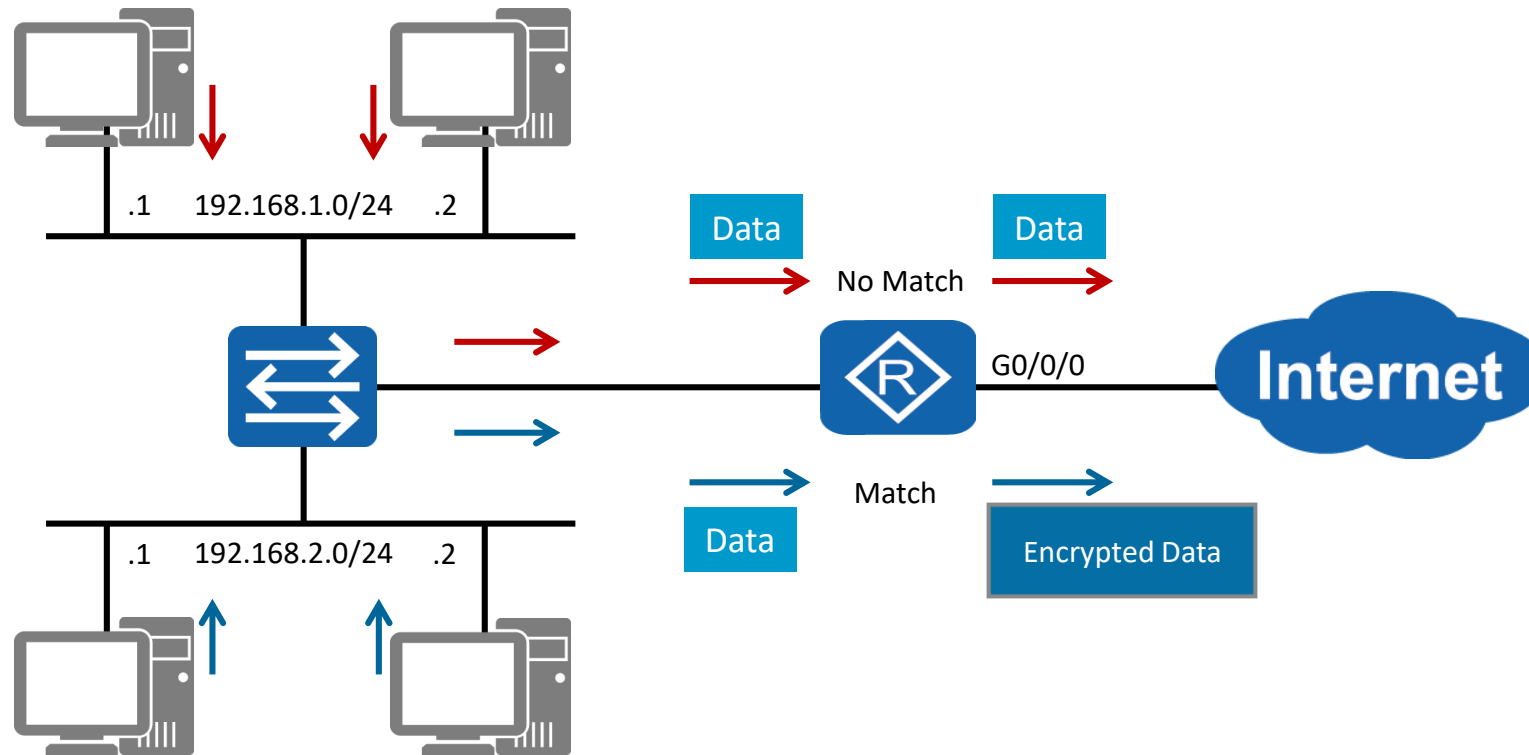 .1 192.168.1.0/24 .2
Data
Data
No Match
R
G0/0/0
Internet
Match
Data
Encrypted Data
.1 192.168.2.0/24 .2